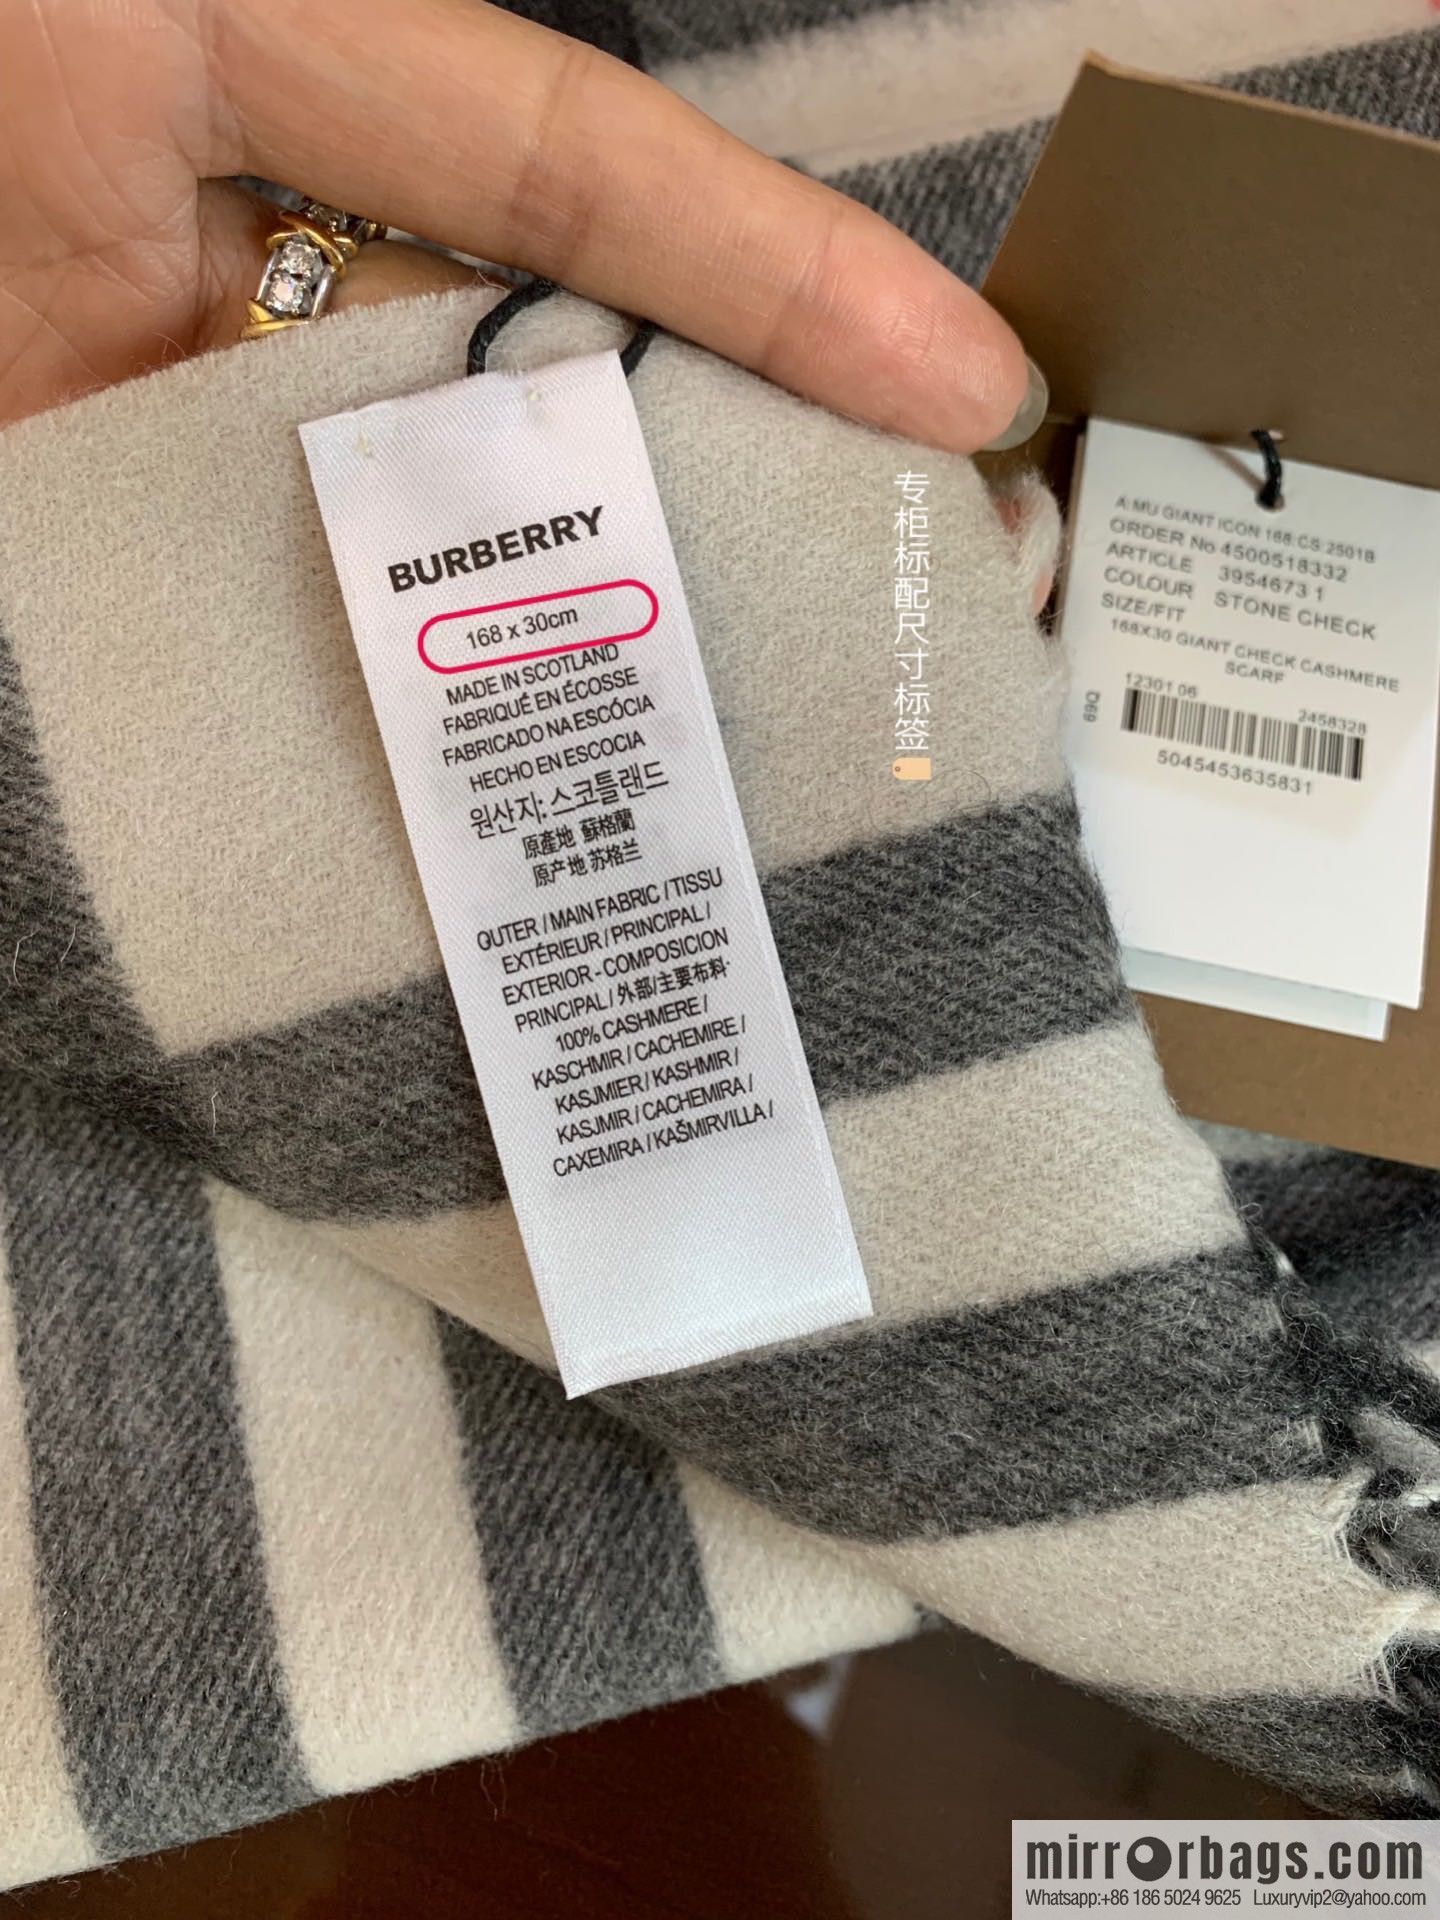 BURBERRY
168 x 30cm
MADE IN SCOTLAND
FABRIQUÉ EN ÉCOSSE
FABRICADO NA ESCÓCIA
HECHO EN ESCOCIA
원산지: 스코틀랜드
原產地 蘇格蘭
原产地 苏格兰
OUTER / MAIN FABRIC / TISSU
EXTÉRIEUR / PRINCIPAL /
EXTERIOR - COMPOSICION
PRINCIPAL / 外部/主要布料·
100% CASHMERE /
KASCHMIR / CACHEMIRE /
KASJMIER / KASHMIR /
KASJMIR / CACHEMIRA /
CAXEMIRA / KAŠMIRVILLA /
专柜标配尺寸标签
A:MU GIANT ICON 168:CS:25018
ORDER No 4500518332
ARTICLE 3954673 1
COLOUR STONE CHECK
SIZE/FIT
168X30 GIANT CHECK CASHMERE
SCARF
12301 06 2458328
69Q
5045453635831
mirrorbags.com
Whatsapp:+86 186 5024 9625 Luxuryvip2@yahoo.com